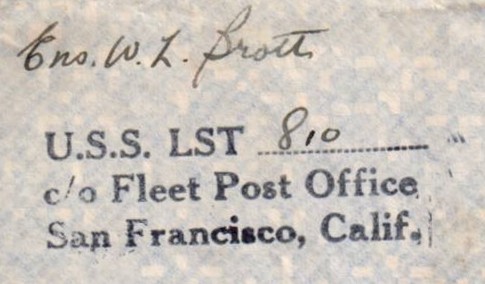 Ens. W. L. Brott
U.S.S. LST 810
c/o Fleet Post Office
San Francisco, Calif.